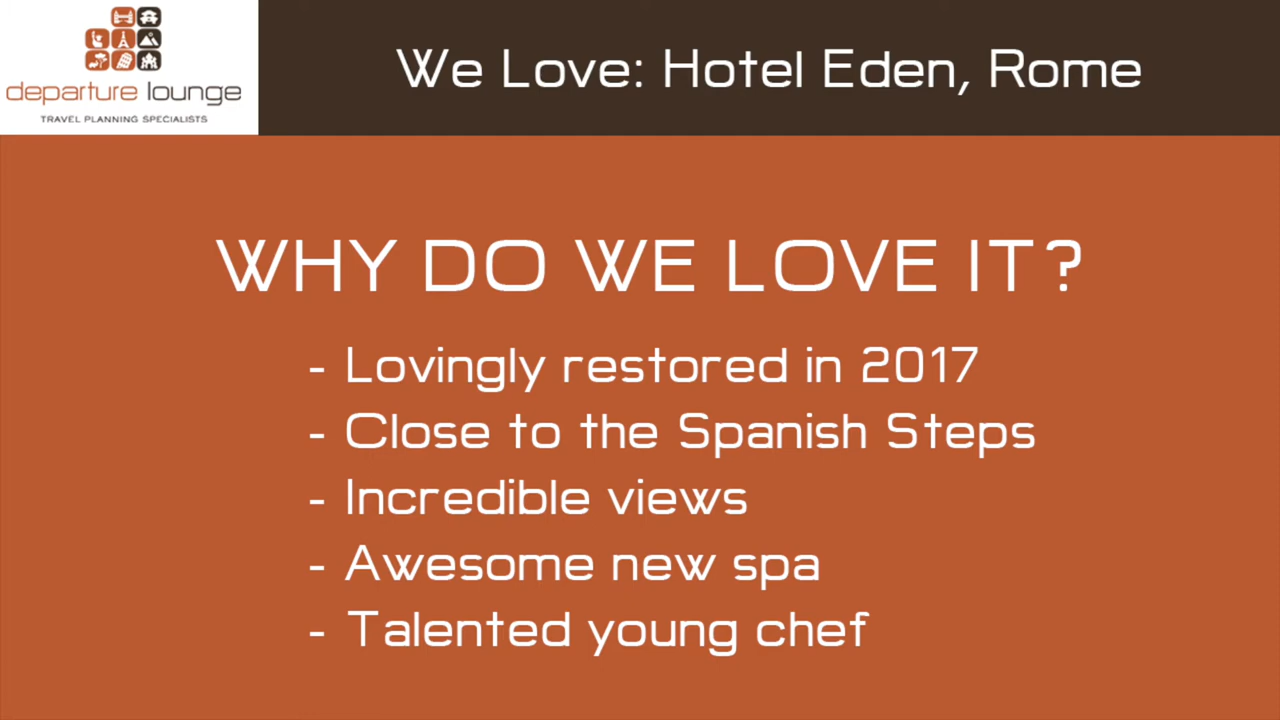 departure lounge
TRAVEL PLANNING SPECIALISTS
We Love: Hotel Eden, Rome
WHY DO WE LOVE IT?
- Lovingly restored in 2017
- Close to the Spanish Steps
- Incredible views
- Awesome new spa
- Talented young chef